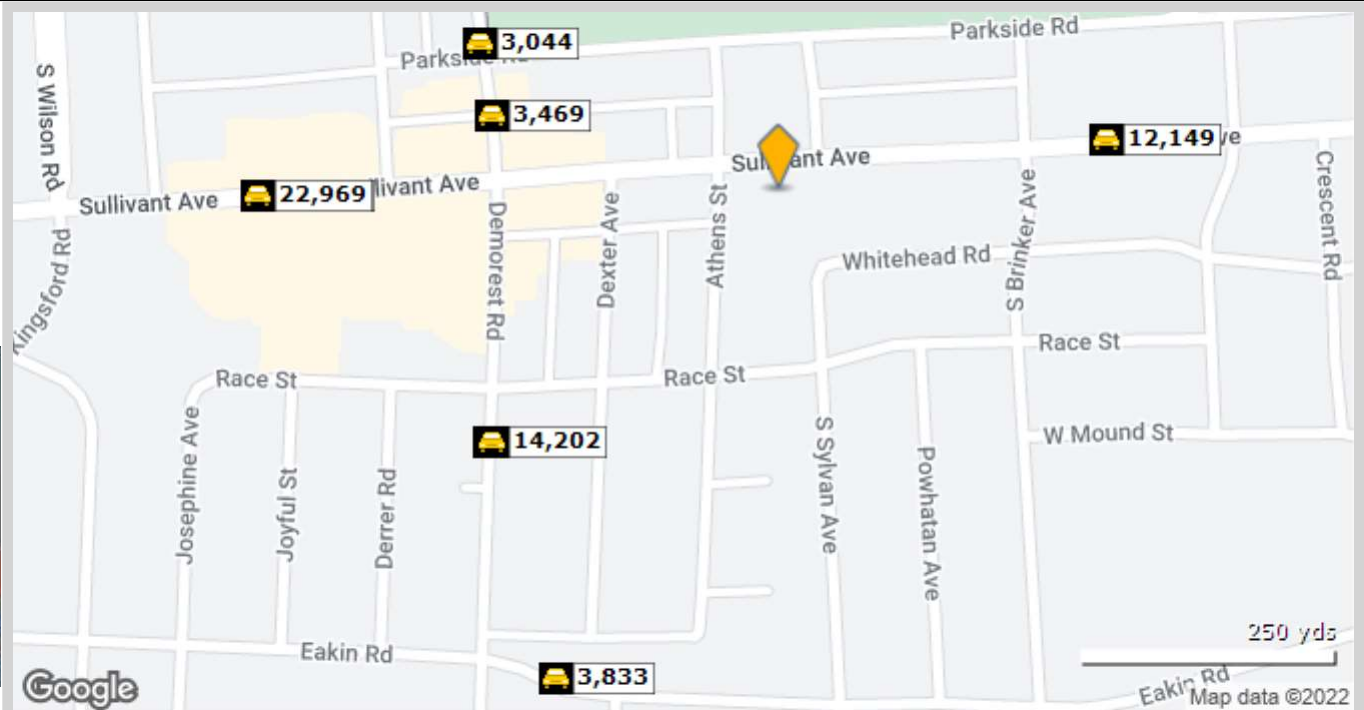 Parkside Rd
3,044
Parkside Rd
3,469
S Wilson Rd
Sullivant Ave
12,149
ve
Sullivant Ave
22,969
llivant Ave
Crescent Rd
Demorest Rd
Dexter Ave
Athens St
S Brinker Ave
Whitehead Rd
Kingsford Rd
Race St
Race St
Race St
14,202
Josephine Ave
Joyful St
Derrer Rd
S Sylvan Ave
Powhatan Ave
W Mound St
Eakin Rd
3,833
250 yds
Eakin Rd
Google
Map data ©2022